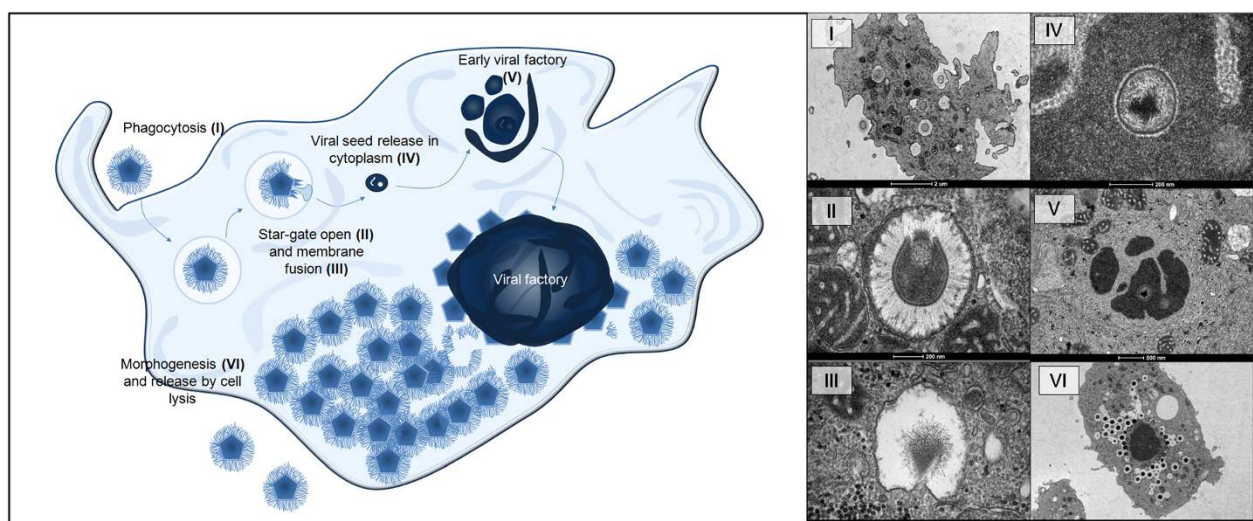 Phagocytosis (I)
Star-gate open (II)
and membrane
fusion (III)
Viral seed release in
cytoplasm (IV)
Early viral factory
(V)
Viral factory
Morphogenesis (VI)
and release by cell
lysis
I
2 um
IV
200 nm
II
200 nm
V
500 nm
III
VI